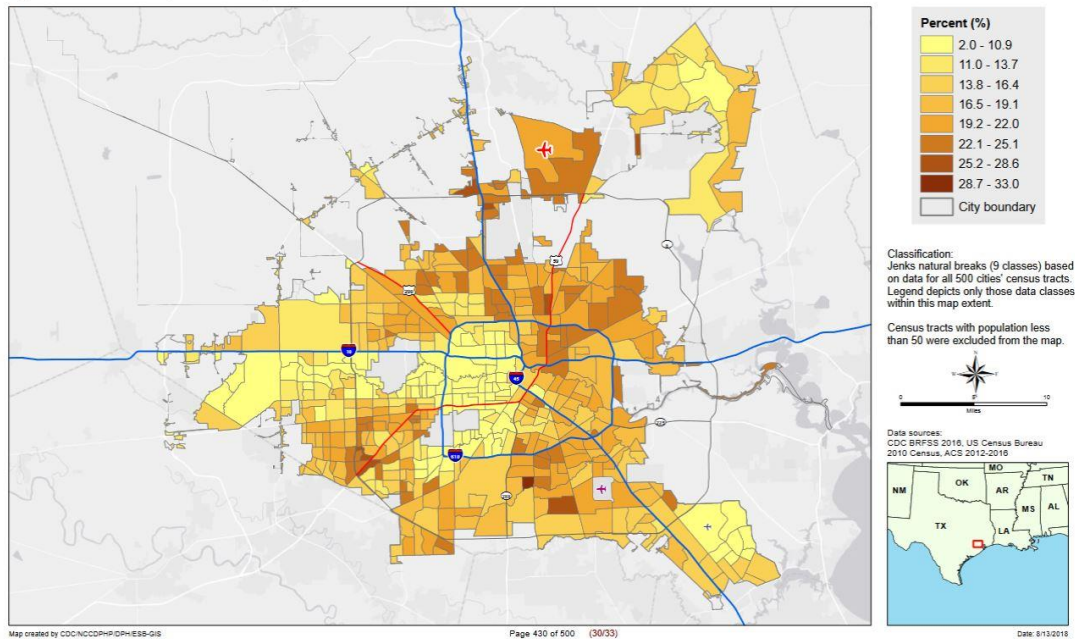 Percent (%)
2.0 - 10.9
11.0 - 13.7
13.8 - 16.4
16.5 - 19.1
19.2 - 22.0
22.1 - 25.1
25.2 - 28.6
28.7 - 33.0
City boundary
Classification:
Jenks natural breaks (9 classes) based
on data for all 500 cities' census tracts.
Legend depicts only those data classes
within this map extent.
Census tracts with population less
than 50 were excluded from the map.
N
W
E
S
0
5
10
Miles
Data sources:
CDC BRFSS 2016, US Census Bureau
2010 Census, ACS 2012-2016
MO
NM
OK
AR
TN
MS
AL
TX
LA
59
290
10
45
610
Map created by CDC/NCCDPHP/DPH/ESB-GIS
Page 430 of 500 (30/33)
Date: 8/13/2018